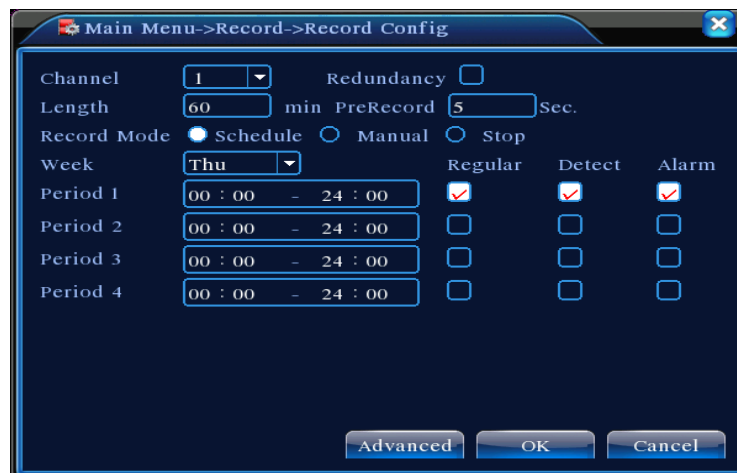 Main Menu->Record->Record Config
Channel 1 Redundancy
Length 60 min PreRecord 5 Sec.
Record Mode Schedule Manual Stop
Week Thu Regular Detect Alarm
Period 1 00 : 00 - 24 : 00
Period 2 00 : 00 - 24 : 00
Period 3 00 : 00 - 24 : 00
Period 4 00 : 00 - 24 : 00
Advanced OK Cancel